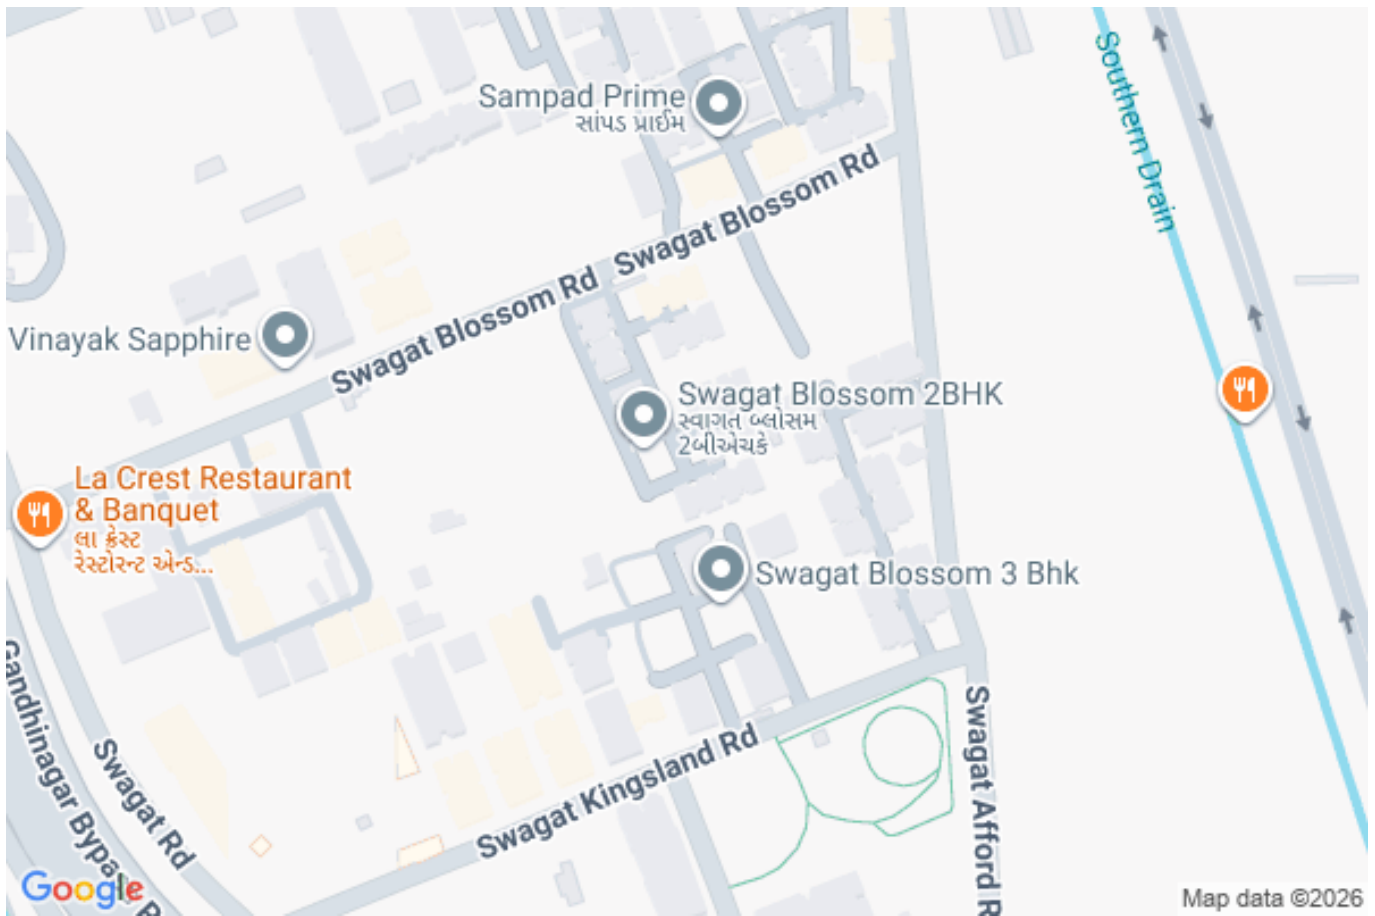 Southern Drain
Sampad Prime
સાંપડ પ્રાઈમ
Swagat Blossom Rd
Swagat Blossom Rd
Vinayak Sapphire
Swagat Blossom 2BHK
સ્વાગત બ્લોસમ
2બીએચકે
La Crest Restaurant
& Banquet
લા ક્રેસ્ટ
રેસ્ટોરન્ટ એન્ડ...
Swagat Blossom 3 Bhk
Gandhinagar Bypa
Swagat Rd
Swagat Kingsland Rd
Swagat Afford R
Google
Map data ©2026